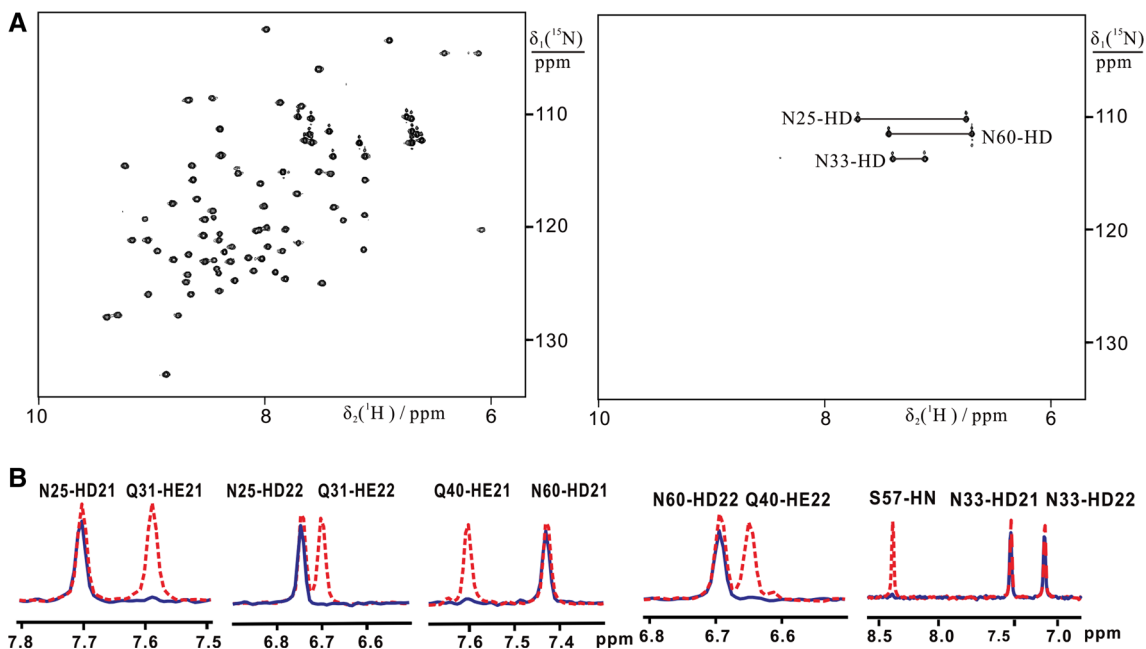 A
δ₁(¹⁵N)
ppm
110
120
130
10
8
δ₂(¹H) / ppm
6
N25-HD
N60-HD
N33-HD
δ₁(¹⁵N)
ppm
110
120
130
10
8
δ₂(¹H) / ppm
6
B
N25-HD21 Q31-HE21
7.8 7.7 7.6 7.5
N25-HD22 Q31-HE22
6.8 6.7 6.6
Q40-HE21 N60-HD21
7.6 7.5 7.4 ppm
N60-HD22 Q40-HE22
6.8 6.7 6.6
S57-HN N33-HD21 N33-HD22
8.5 8.0 7.5 7.0
ppm